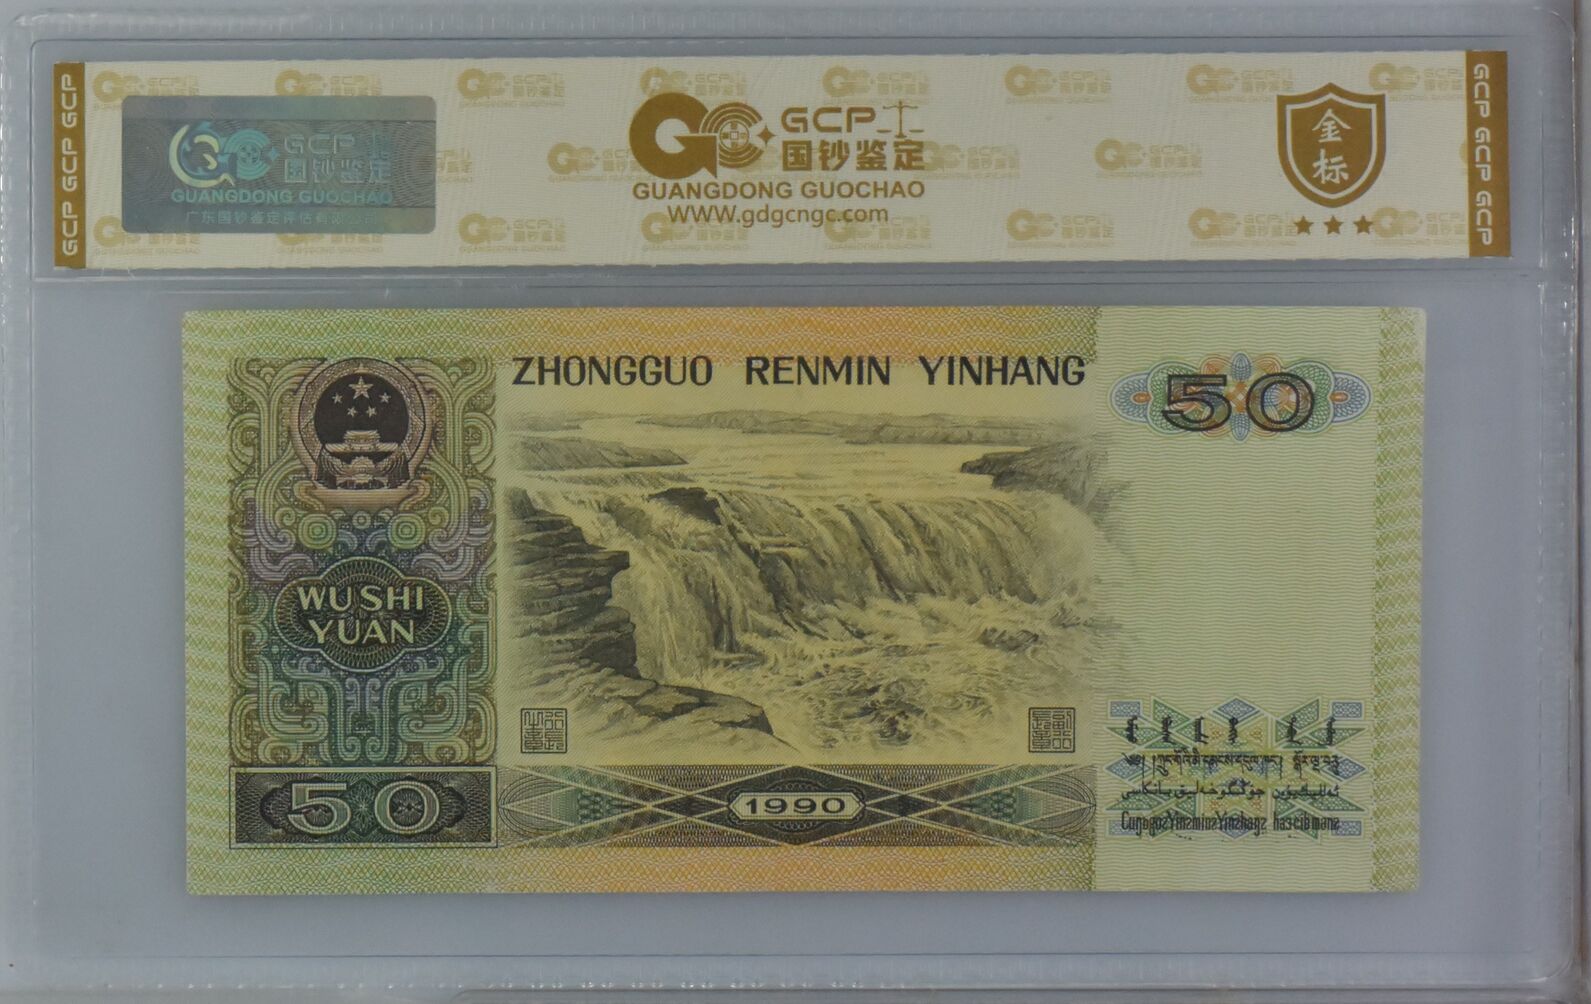 GCP GCP GCP
GCP
国钞鉴定
GUANGDONG GUOCHAO
广东国钞鉴定评估有限公司
GCP
国钞鉴定
GUANGDONG GUOCHAO
WWW.gdgcngc.com
金标
GCP GCP GCP
ZHONGGUO RENMIN YINHANG
50
WU SHI
YUAN
50
1990